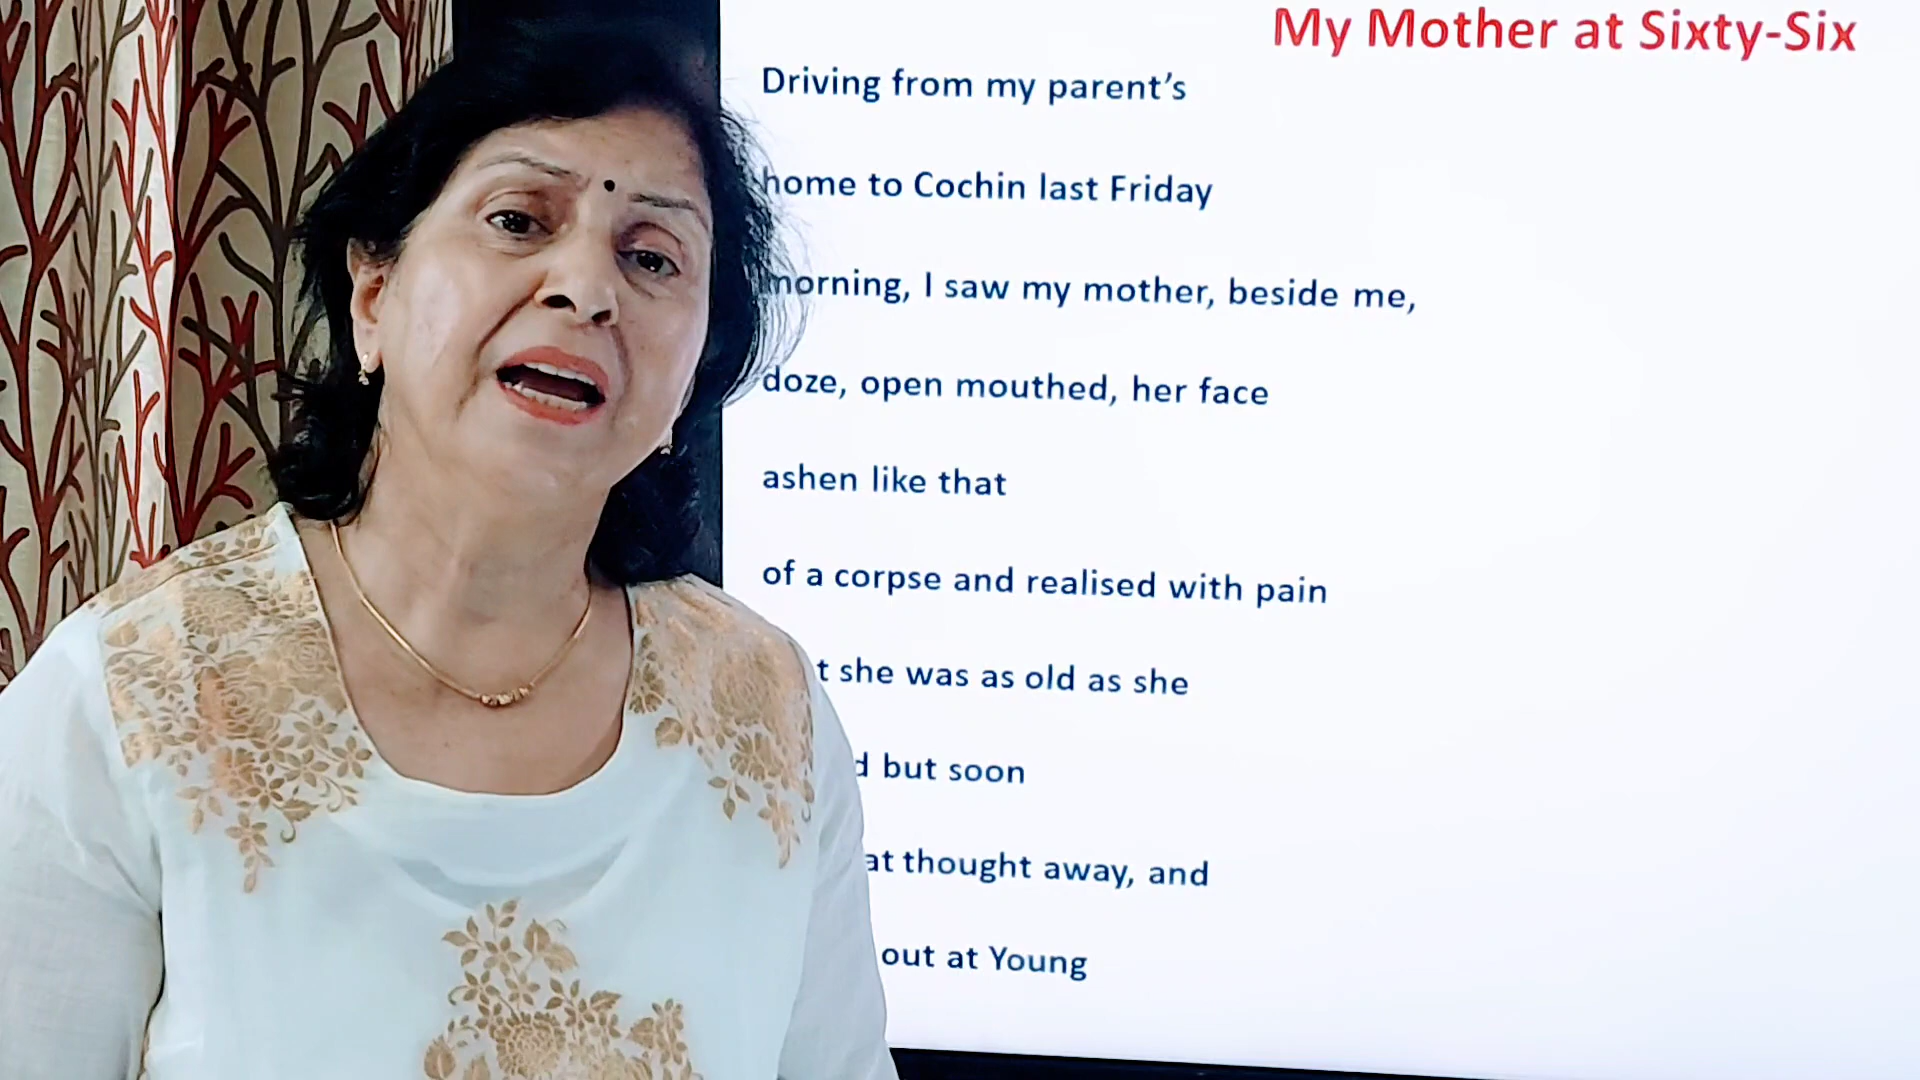 My Mother at Sixty-Six
Driving from my parent’s
home to Cochin last Friday
morning, I saw my mother, beside me,
doze, open mouthed, her face
ashen like that
of a corpse and realised with pain
she was as old as she
but soon
thought away, and
out at Young